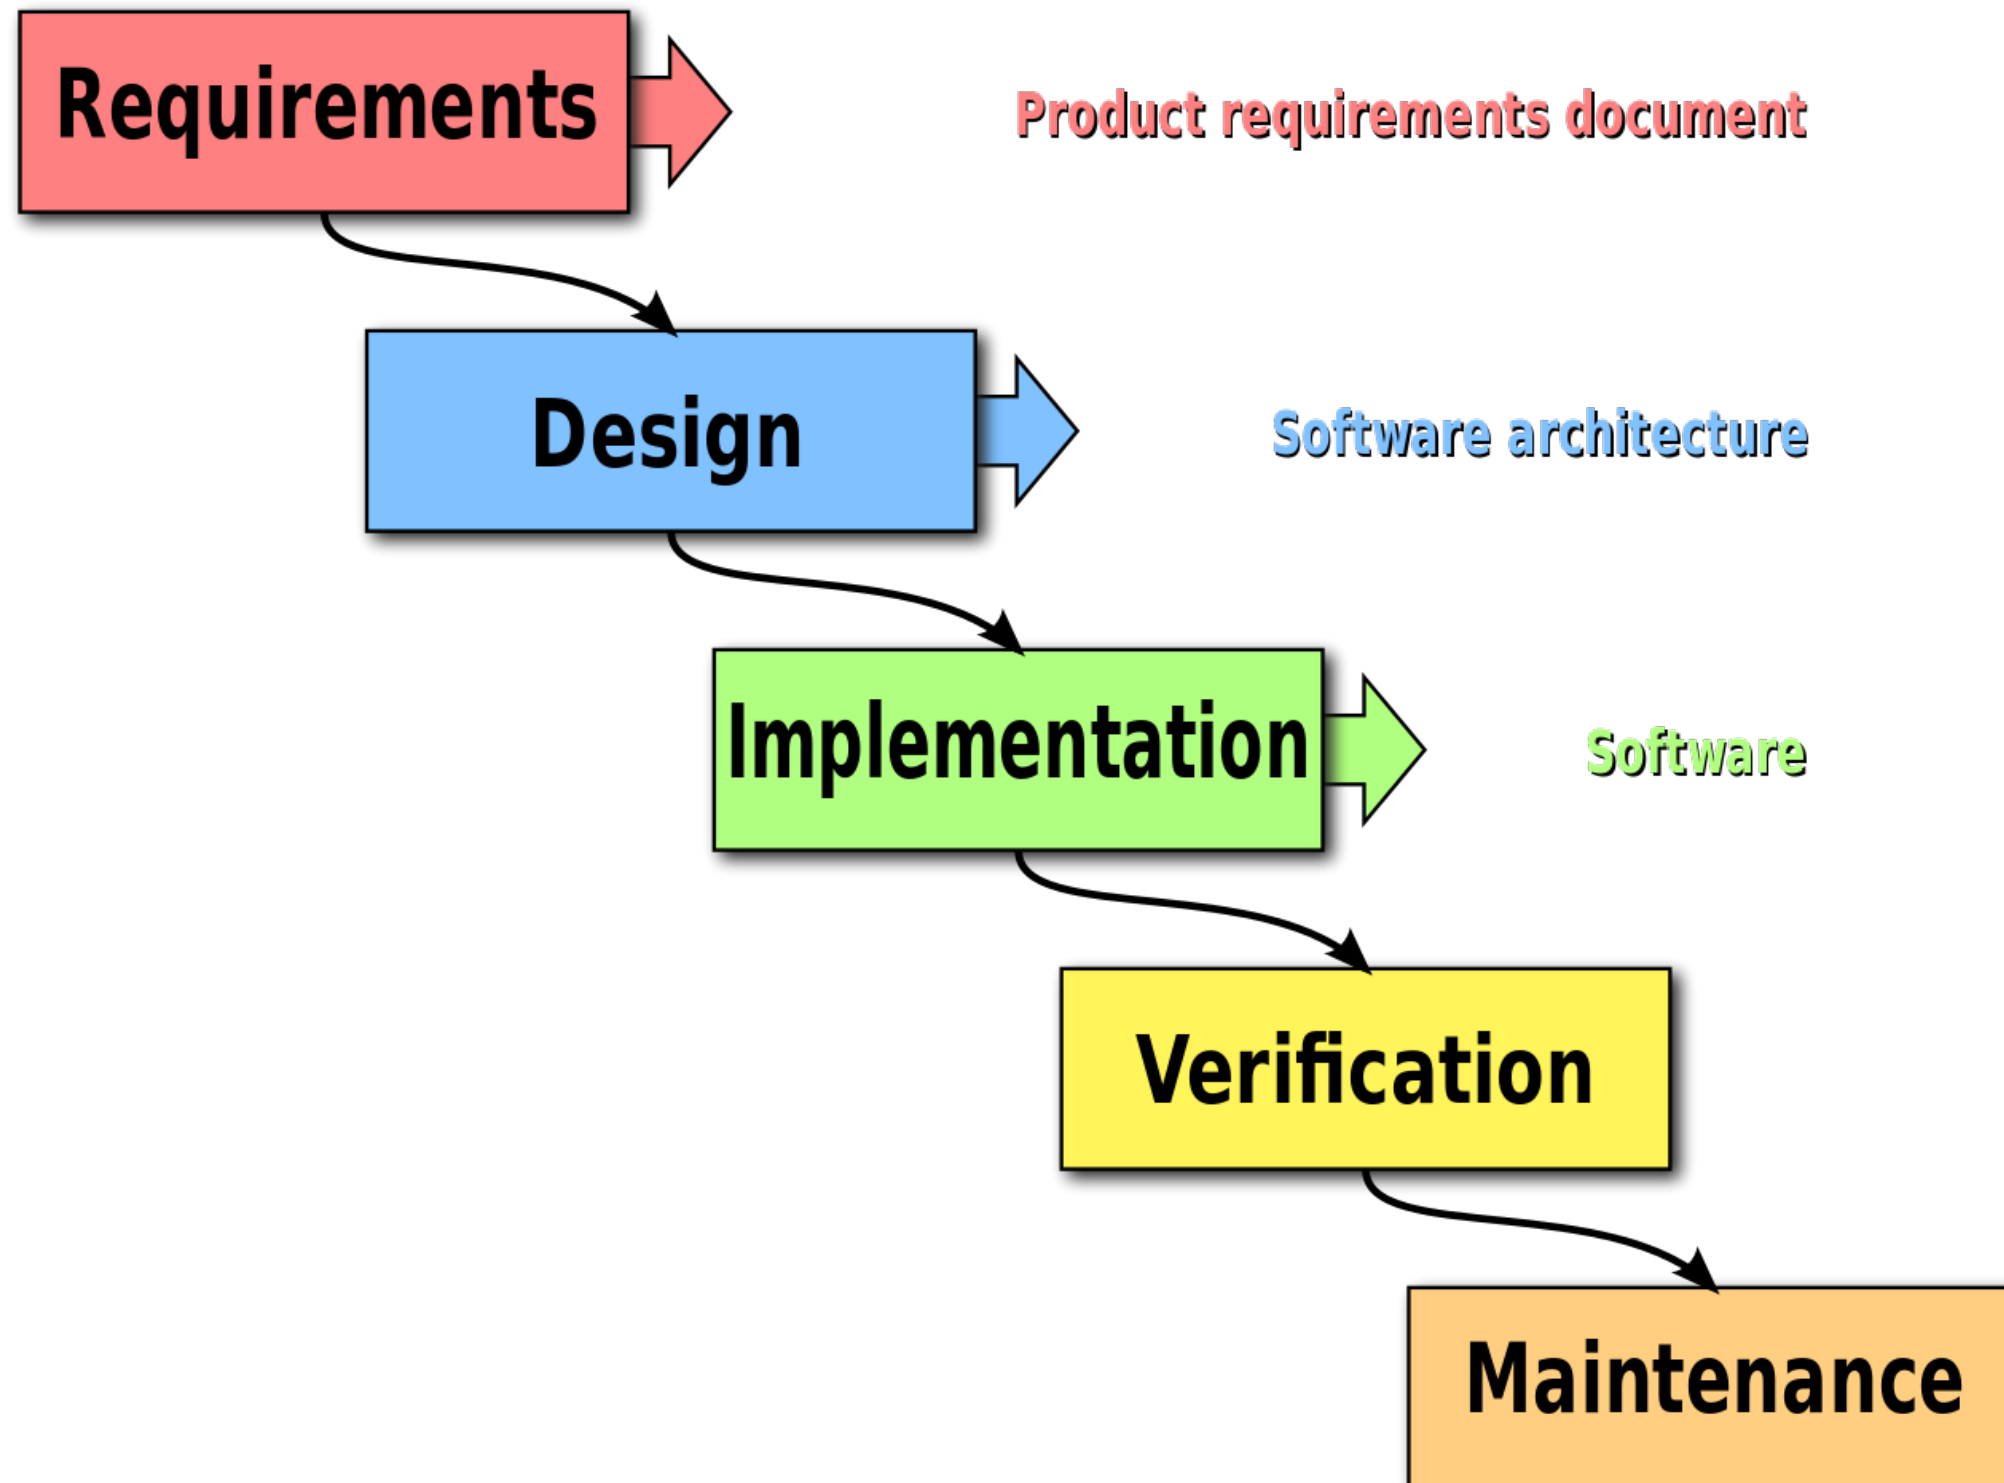 Requirements
Product requirements document
Design
Software architecture
Implementation
Software
Verification
Maintenance